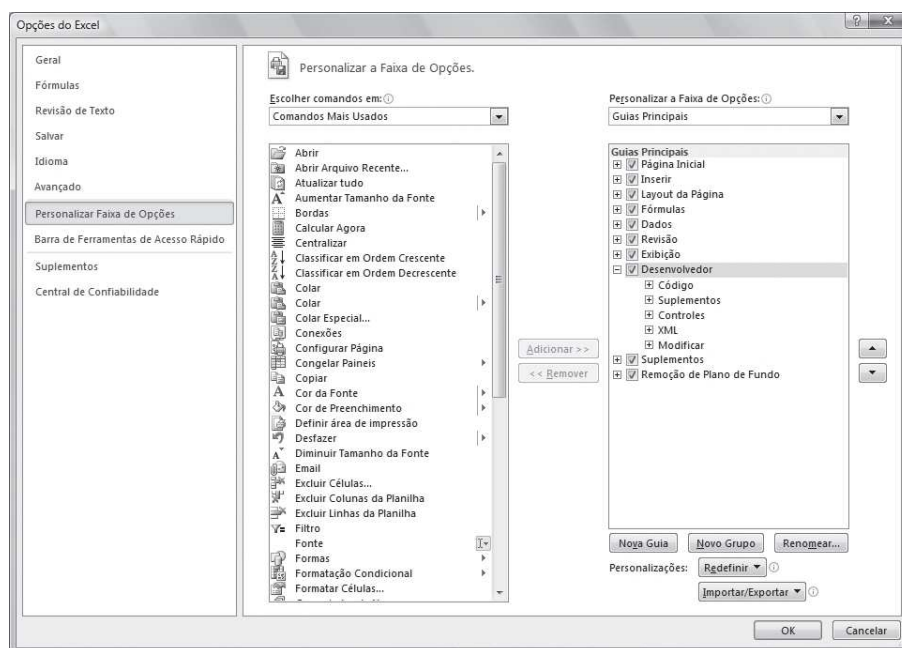 Opções do Excel
Geral
Fórmulas
Revisão de Texto
Salvar
Idioma
Avançado
Personalizar Faixa de Opções
Barra de Ferramentas de Acesso Rápido
Suplementos
Central de Confiabilidade
Personalizar a Faixa de Opções.
Escolher comandos em:
Comandos Mais Usados
Abrir
Abrir Arquivo Recente...
Atualizar tudo
Aumentar Tamanho da Fonte
Bordas
Calcular Agora
Centralizar
Classificar em Ordem Crescente
Classificar em Ordem Decrescente
Colar
Colar
Colar Especial...
Conexões
Configurar Página
Congelar Paineis
Copiar
Cor da Fonte
Cor de Preenchimento
Definir área de impressão
Desfazer
Diminuir Tamanho da Fonte
Email
Excluir Células...
Excluir Colunas da Planilha
Excluir Linhas da Planilha
Filtro
Fonte
Formas
Formatação Condicional
Formatar Células...
Adicionar >>
<< Remover
Personalizar a Faixa de Opções:
Guias Principais
Guias Principais
Página Inicial
Inserir
Layout da Página
Fórmulas
Dados
Revisão
Exibição
Desenvolvedor
Código
Suplementos
Controles
XML
Modificar
Suplementos
Remoção de Plano de Fundo
Nova Guia
Novo Grupo
Renomear...
Personalizações:
Redefinir
Importar/Exportar
OK
Cancelar